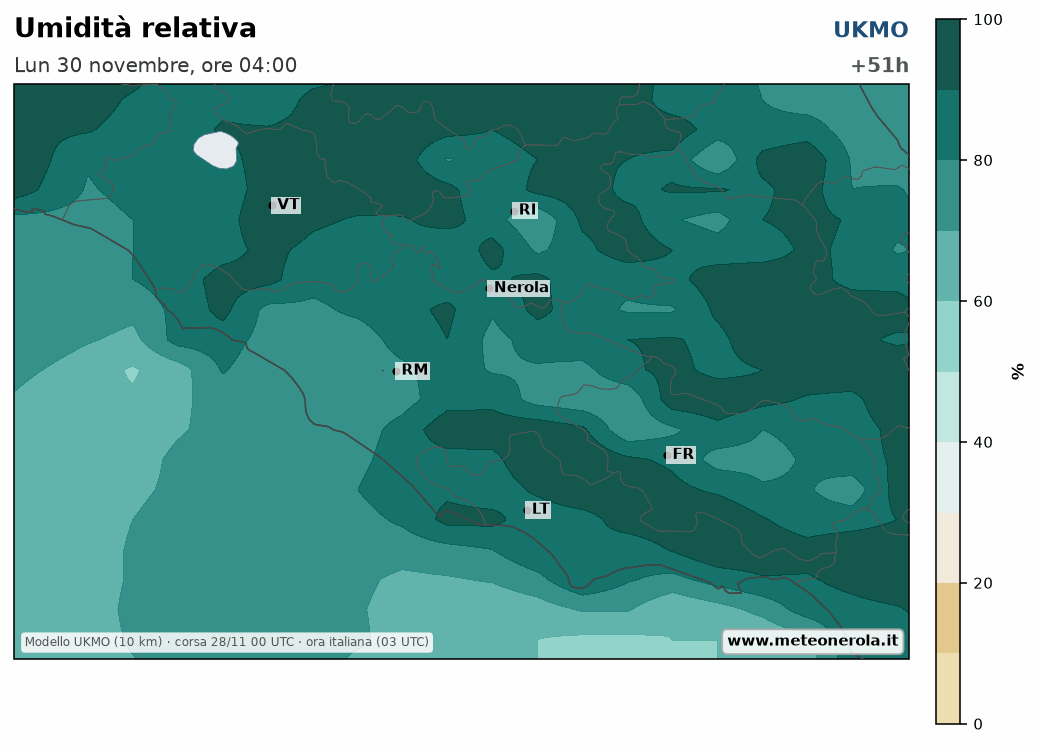 Umidità relativa
UKMO
Lun 30 novembre, ore 04:00
+51h
100
80
60
40
20
0
%
VT
RI
Nerola
RM
FR
LT
Modello UKMO (10 km) · corsa 28/11 00 UTC · ora italiana (03 UTC)
www.meteonerola.it